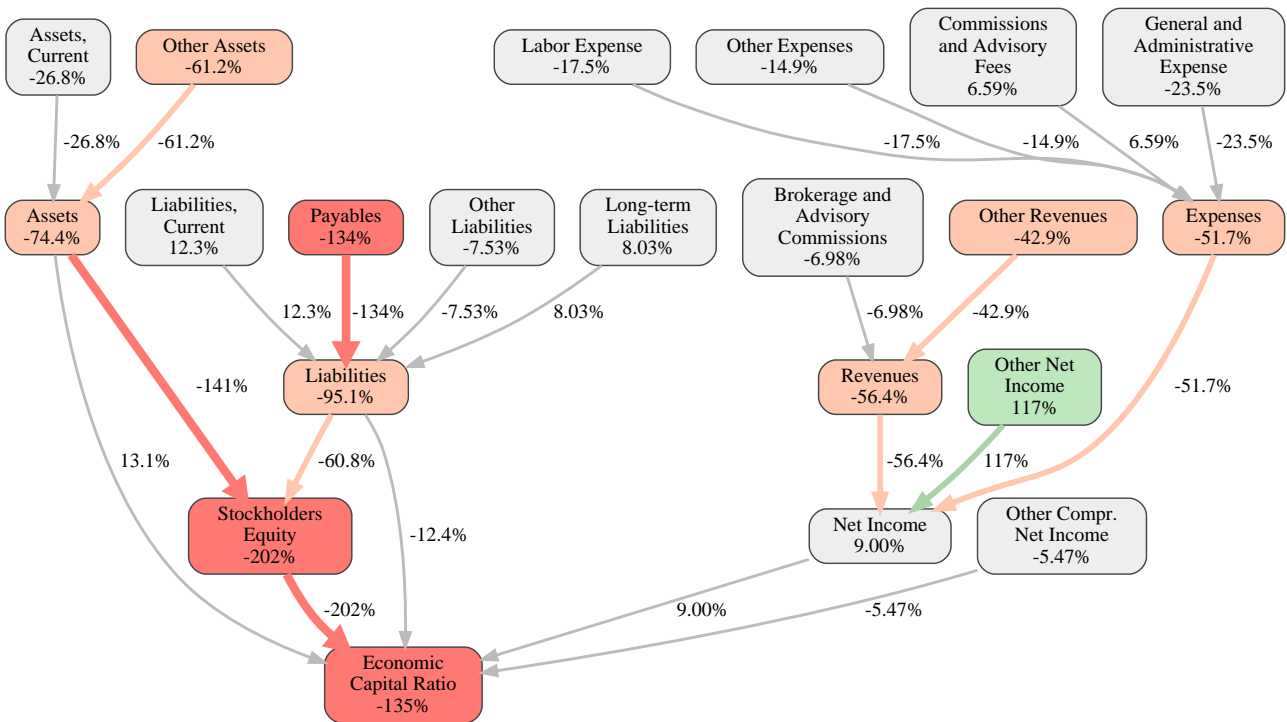 Assets,
Current
-26.8%
Other Assets
-61.2%
Labor Expense
-17.5%
Other Expenses
-14.9%
Commissions
and Advisory
Fees
6.59%
General and
Administrative
Expense
-23.5%
-26.8%
-61.2%
-17.5%
-14.9%
6.59%
-23.5%
Assets
-74.4%
Liabilities,
Current
12.3%
Payables
-134%
Other
Liabilities
-7.53%
Long-term
Liabilities
8.03%
Brokerage and
Advisory
Commissions
-6.98%
Other Revenues
-42.9%
Expenses
-51.7%
12.3%
-134%
-7.53%
8.03%
-6.98%
-42.9%
Liabilities
-95.1%
Revenues
-56.4%
Other Net
Income
117%
-141%
-51.7%
13.1%
-60.8%
-56.4%
117%
Stockholders
Equity
-202%
-12.4%
Net Income
9.00%
Other Compr.
Net Income
-5.47%
-202%
9.00%
-5.47%
Economic
Capital Ratio
-135%